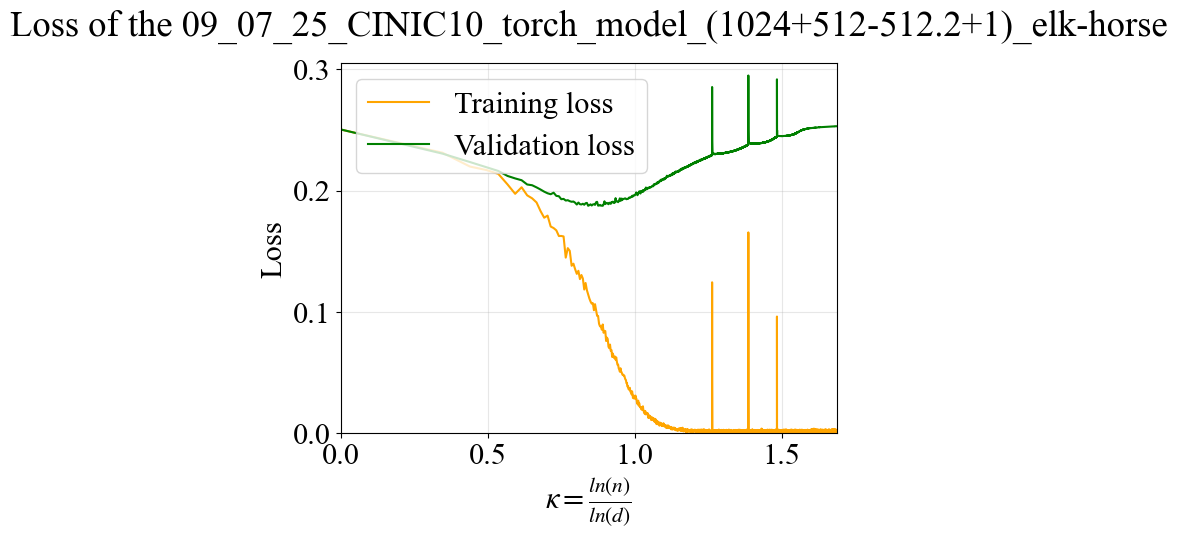 Loss of the 09_07_25_CINIC10_torch_model_(1024+512-512.2+1)_elk-horse
0.3
0.2
0.1
0.0
Loss
Training loss
Validation loss
0.0 0.5 1.0 1.5
κ = ln(n)/ln(d)